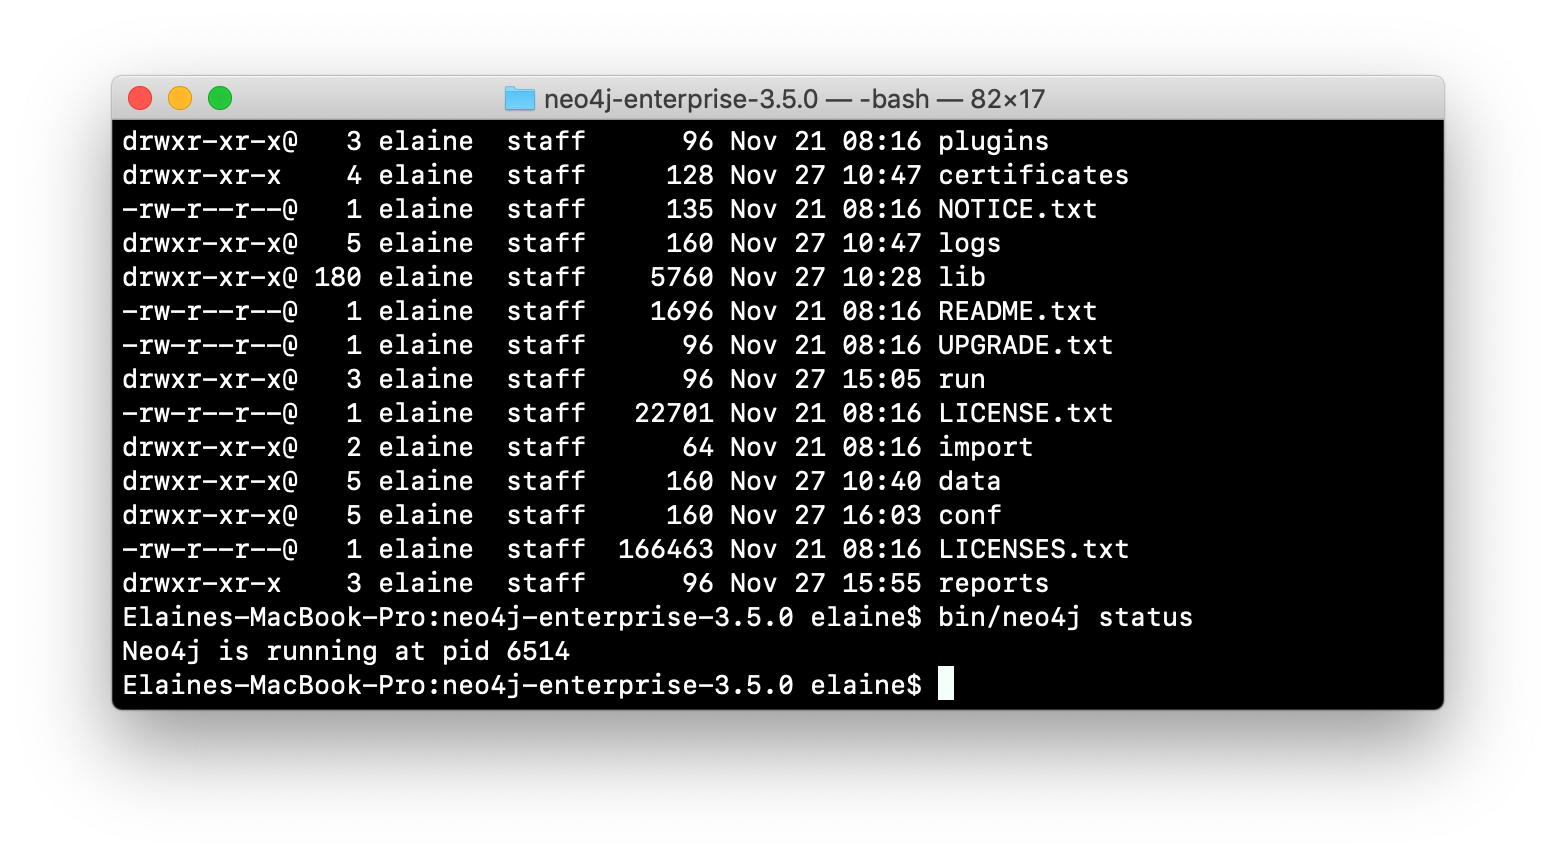 neo4j-enterprise-3.5.0 — -bash — 82×17
drwxr-xr-x@   3 elaine  staff      96 Nov 21 08:16 plugins
drwxr-xr-x    4 elaine  staff     128 Nov 27 10:47 certificates
-rw-r--r--@   1 elaine  staff     135 Nov 21 08:16 NOTICE.txt
drwxr-xr-x@   5 elaine  staff     160 Nov 27 10:47 logs
drwxr-xr-x@ 180 elaine  staff    5760 Nov 27 10:28 lib
-rw-r--r--@   1 elaine  staff    1696 Nov 21 08:16 README.txt
-rw-r--r--@   1 elaine  staff      96 Nov 21 08:16 UPGRADE.txt
drwxr-xr-x@   3 elaine  staff      96 Nov 27 15:05 run
-rw-r--r--@   1 elaine  staff   22701 Nov 21 08:16 LICENSE.txt
drwxr-xr-x@   2 elaine  staff      64 Nov 21 08:16 import
drwxr-xr-x@   5 elaine  staff     160 Nov 27 10:40 data
drwxr-xr-x@   5 elaine  staff     160 Nov 27 16:03 conf
-rw-r--r--@   1 elaine  staff  166463 Nov 21 08:16 LICENSES.txt
drwxr-xr-x    3 elaine  staff      96 Nov 27 15:55 reports
Elaines-MacBook-Pro:neo4j-enterprise-3.5.0 elaine$ bin/neo4j status
Neo4j is running at pid 6514
Elaines-MacBook-Pro:neo4j-enterprise-3.5.0 elaine$